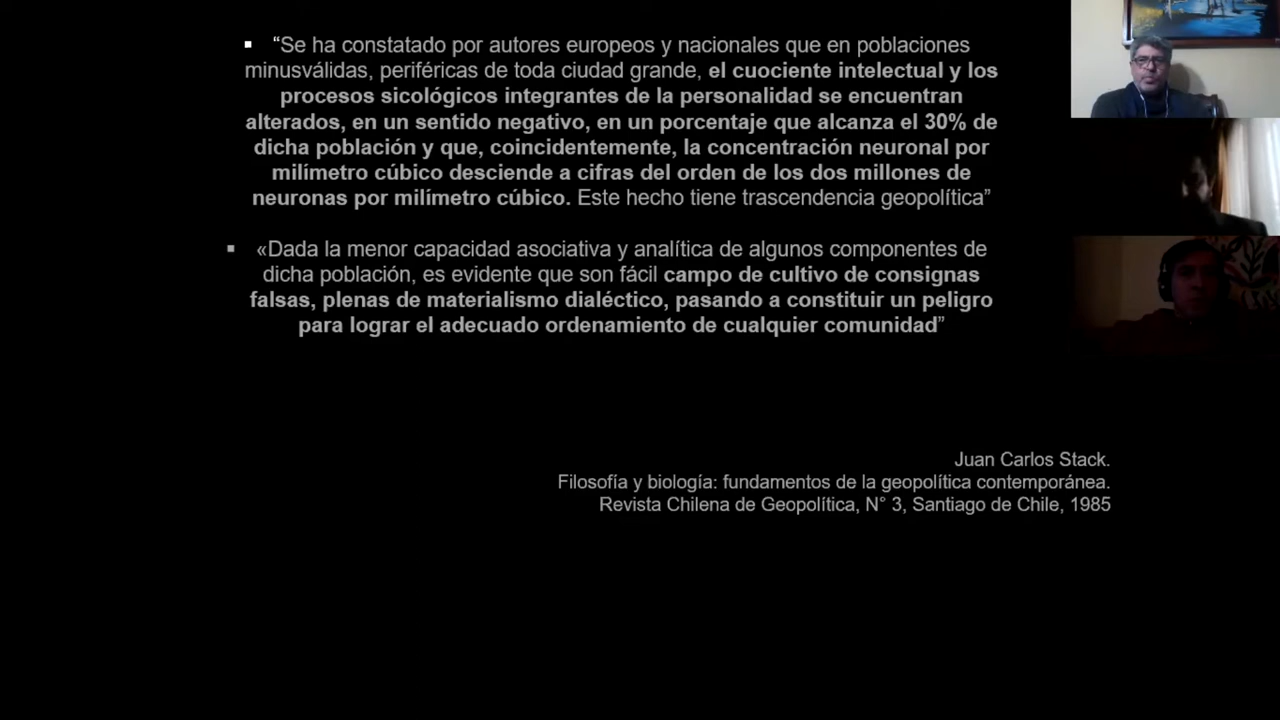 ▪ “Se ha constatado por autores europeos y nacionales que en poblaciones
minusválidas, periféricas de toda ciudad grande, el cuociente intelectual y los
procesos sicológicos integrantes de la personalidad se encuentran
alterados, en un sentido negativo, en un porcentaje que alcanza el 30% de
dicha población y que, coincidentemente, la concentración neuronal por
milímetro cúbico desciende a cifras del orden de los dos millones de
neuronas por milímetro cúbico. Este hecho tiene trascendencia geopolítica”
▪ «Dada la menor capacidad asociativa y analítica de algunos componentes de
dicha población, es evidente que son fácil campo de cultivo de consignas
falsas, plenas de materialismo dialéctico, pasando a constituir un peligro
para lograr el adecuado ordenamiento de cualquier comunidad”
Juan Carlos Stack.
Filosofía y biología: fundamentos de la geopolítica contemporánea.
Revista Chilena de Geopolítica, N° 3, Santiago de Chile, 1985